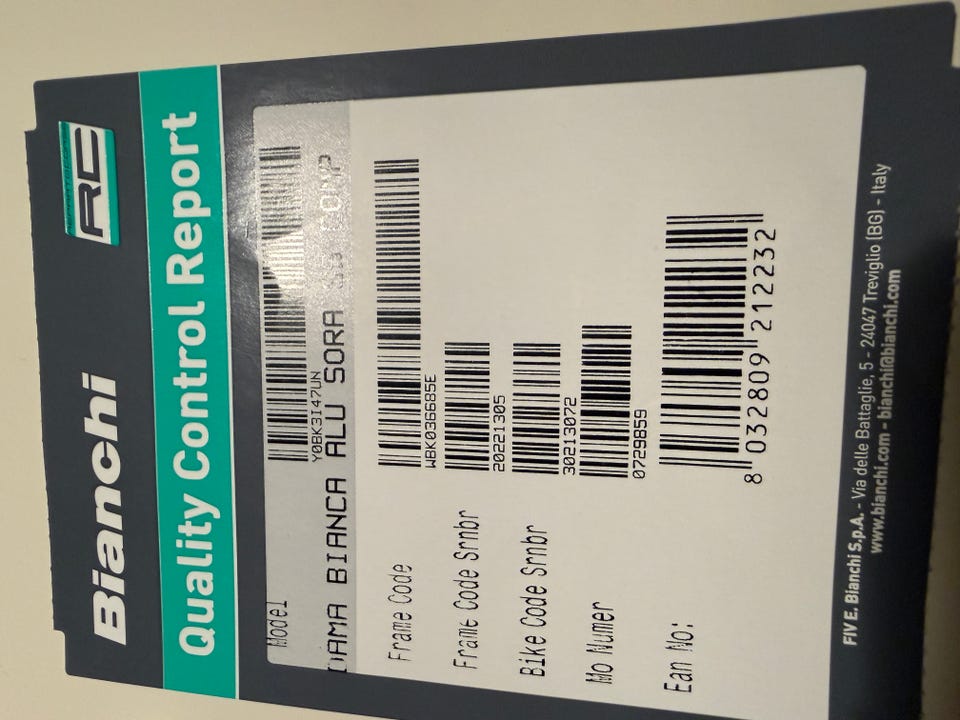 Bianchi
RC
Quality Control Report
Model
Y0BK3I47UN
DAMA BIANCA ALU SORA
Frame Code
WBK036685E
Frame Code Srnbr
20221305
Bike Code Srnbr
30213072
Mo Numer
0729859
Ean No:
8 032809 212232
FIV E. Bianchi S.p.A. - Via delle Battaglie, 5 - 24047 Treviglio (BG) - Italy
www.bianchi.com - bianchi@bianchi.com